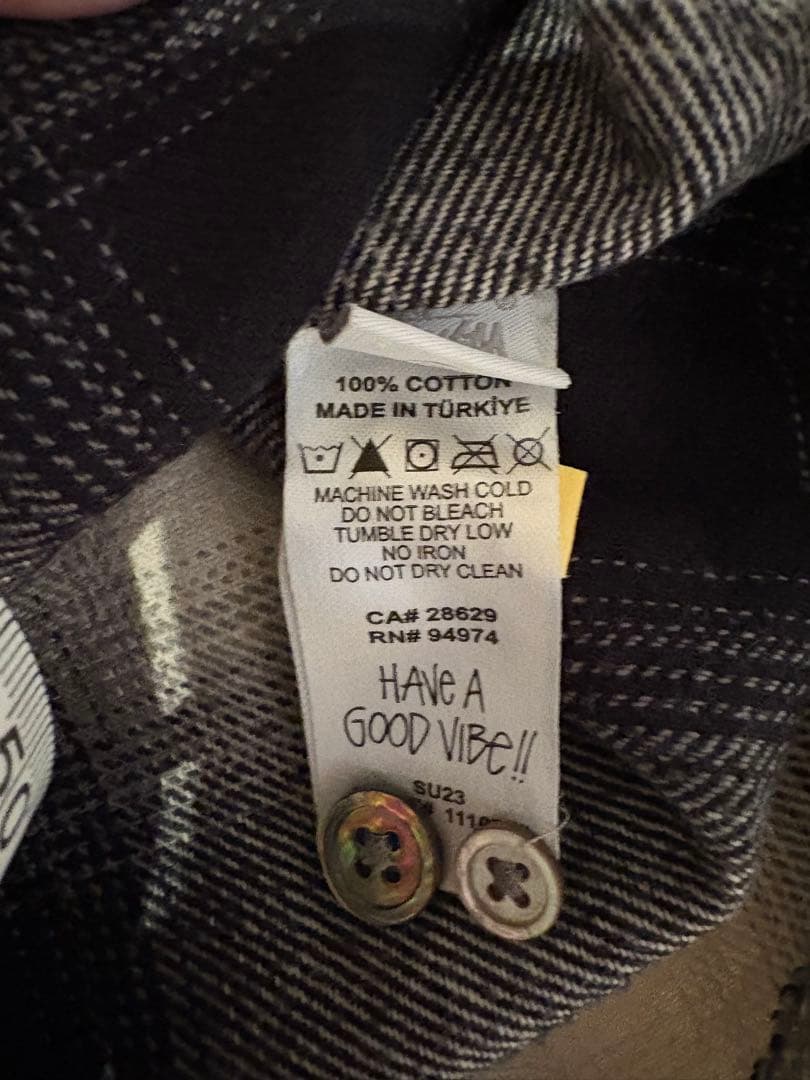 100% COTTON
MADE IN TÜRKİYE
MACHINE WASH COLD
DO NOT BLEACH
TUMBLE DRY LOW
NO IRON
DO NOT DRY CLEAN
CA# 28629
RN# 94974
HAVE A
GOOD VIBE!!
SU23
50